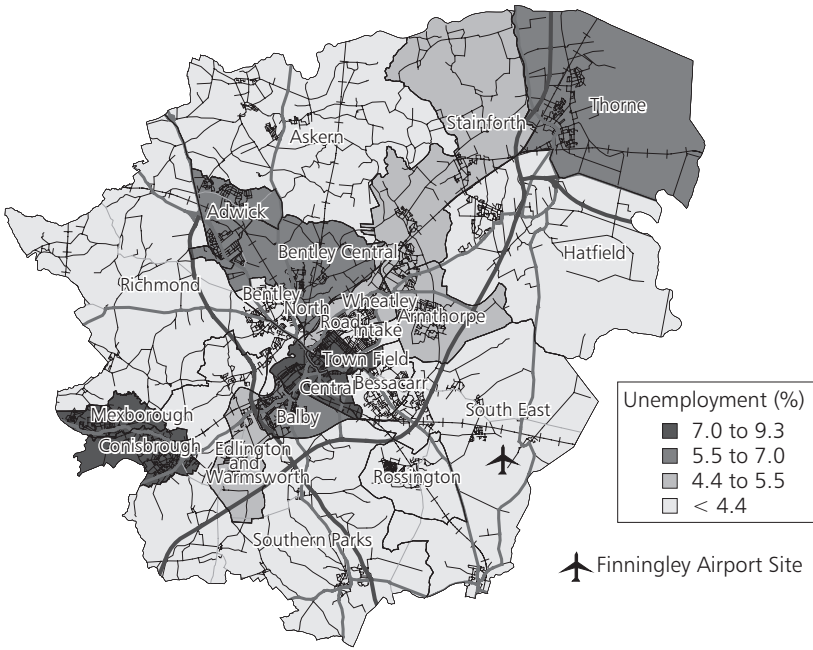 Thorne
Stainforth
Askern
Adwick
Bentley Central
Hatfield
Richmond
Bentley
North
Road
Wheatley
Intake
Armthorpe
Town Field
Central
Bessacarr
Balby
South East
Mexborough
Conisbrough
Edlington
and
Warmsworth
Rossington
Southern Parks
Unemployment (%)
7.0 to 9.3
5.5 to 7.0
4.4 to 5.5
< 4.4
Finningley Airport Site